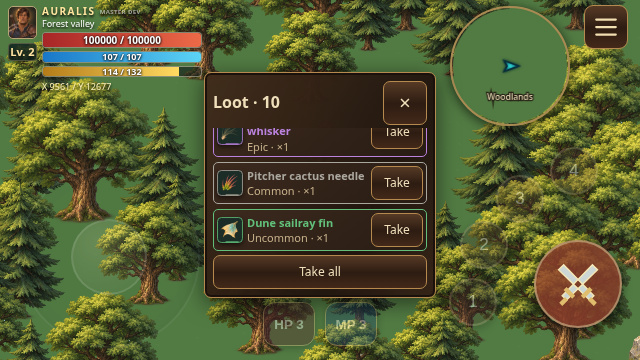 AURALIS MASTER DEV
Forest valley
Lv. 2
100000 / 100000
107 / 107
114 / 132
Woodlands
Loot · 10
×
whisker
Epic · ×1
Take
Pitcher cactus needle
Common · ×1
Take
Dune sailray fin
Uncommon · ×1
Take
Take all
4
3
2
1
HP 3
MP 3